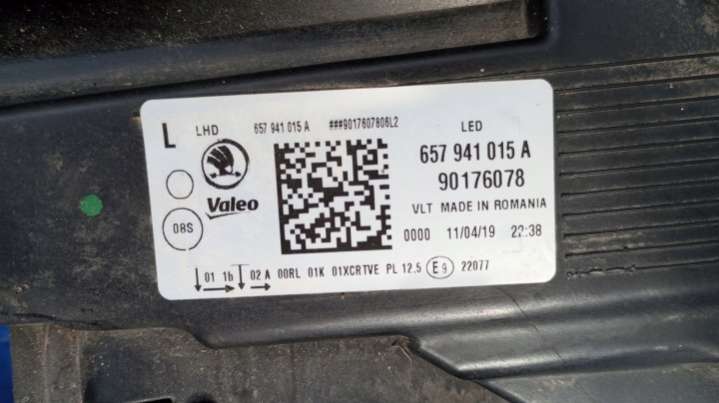 L LHD 657 941 015 A ###9017607806L2 LED
657 941 015 A
90176078
Valeo
VLT MADE IN ROMANIA
08S
0000 11/04/19 22:38
01 1b 02 A 00RL 01K 01XCRTVE PL 12.5 E9 22077